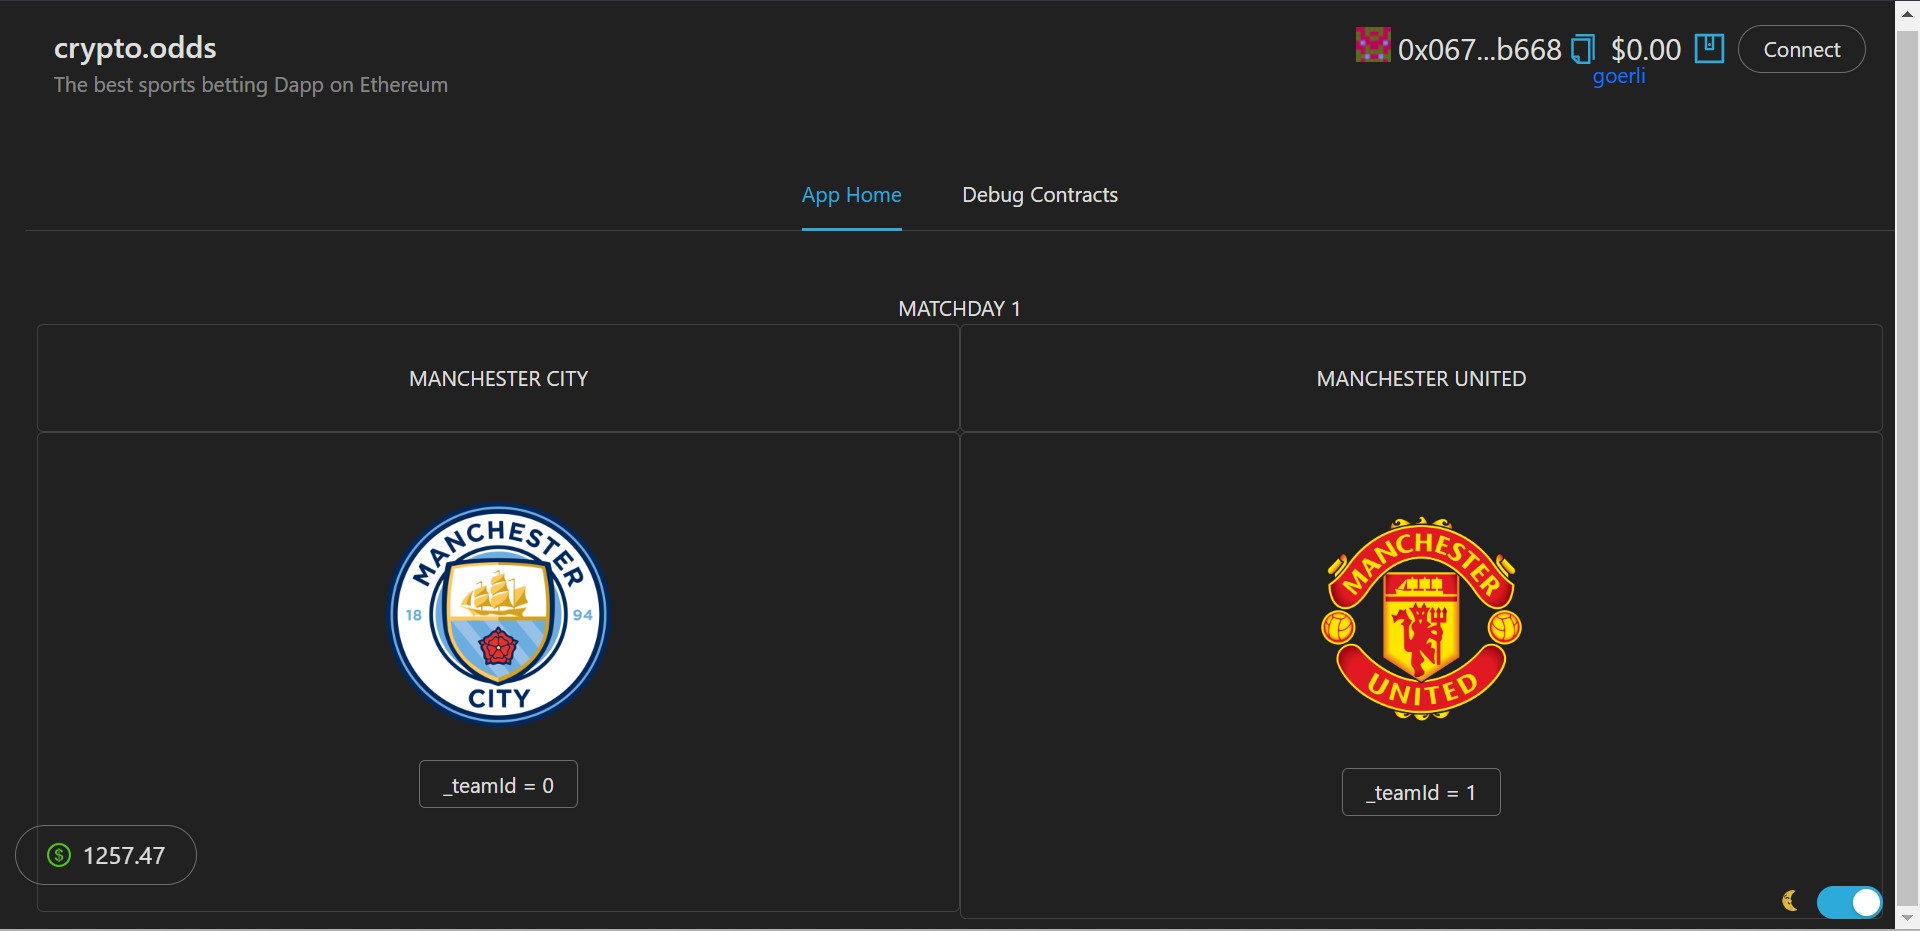 crypto.odds
The best sports betting Dapp on Ethereum
0x067...b668 $0.00 Connect
goerli
App Home Debug Contracts
MATCHDAY 1
MANCHESTER CITY MANCHESTER UNITED
MANCHESTER
18 94
CITY
MANCHESTER
UNITED
_teamId = 0
_teamId = 1
$ 1257.47